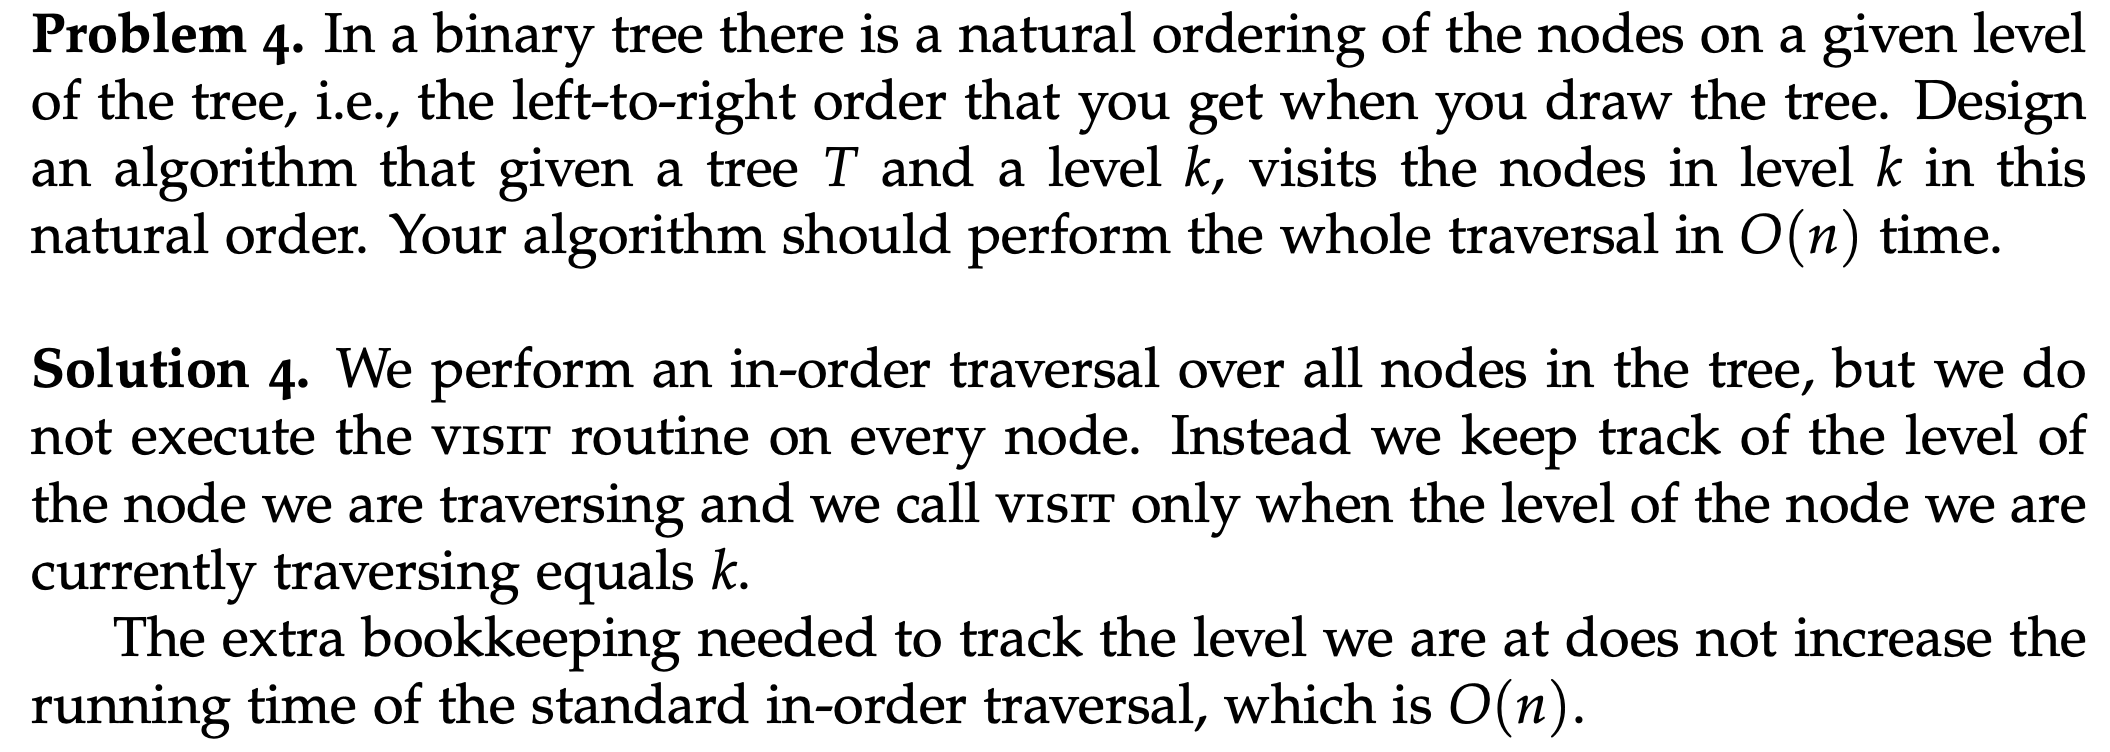 Problem 4. In a binary tree there is a natural ordering of the nodes on a given level
of the tree, i.e., the left-to-right order that you get when you draw the tree. Design
an algorithm that given a tree T and a level k, visits the nodes in level k in this
natural order. Your algorithm should perform the whole traversal in O(n) time.
Solution 4. We perform an in-order traversal over all nodes in the tree, but we do
not execute the VISIT routine on every node. Instead we keep track of the level of
the node we are traversing and we call VISIT only when the level of the node we are
currently traversing equals k.
The extra bookkeeping needed to track the level we are at does not increase the
running time of the standard in-order traversal, which is O(n).